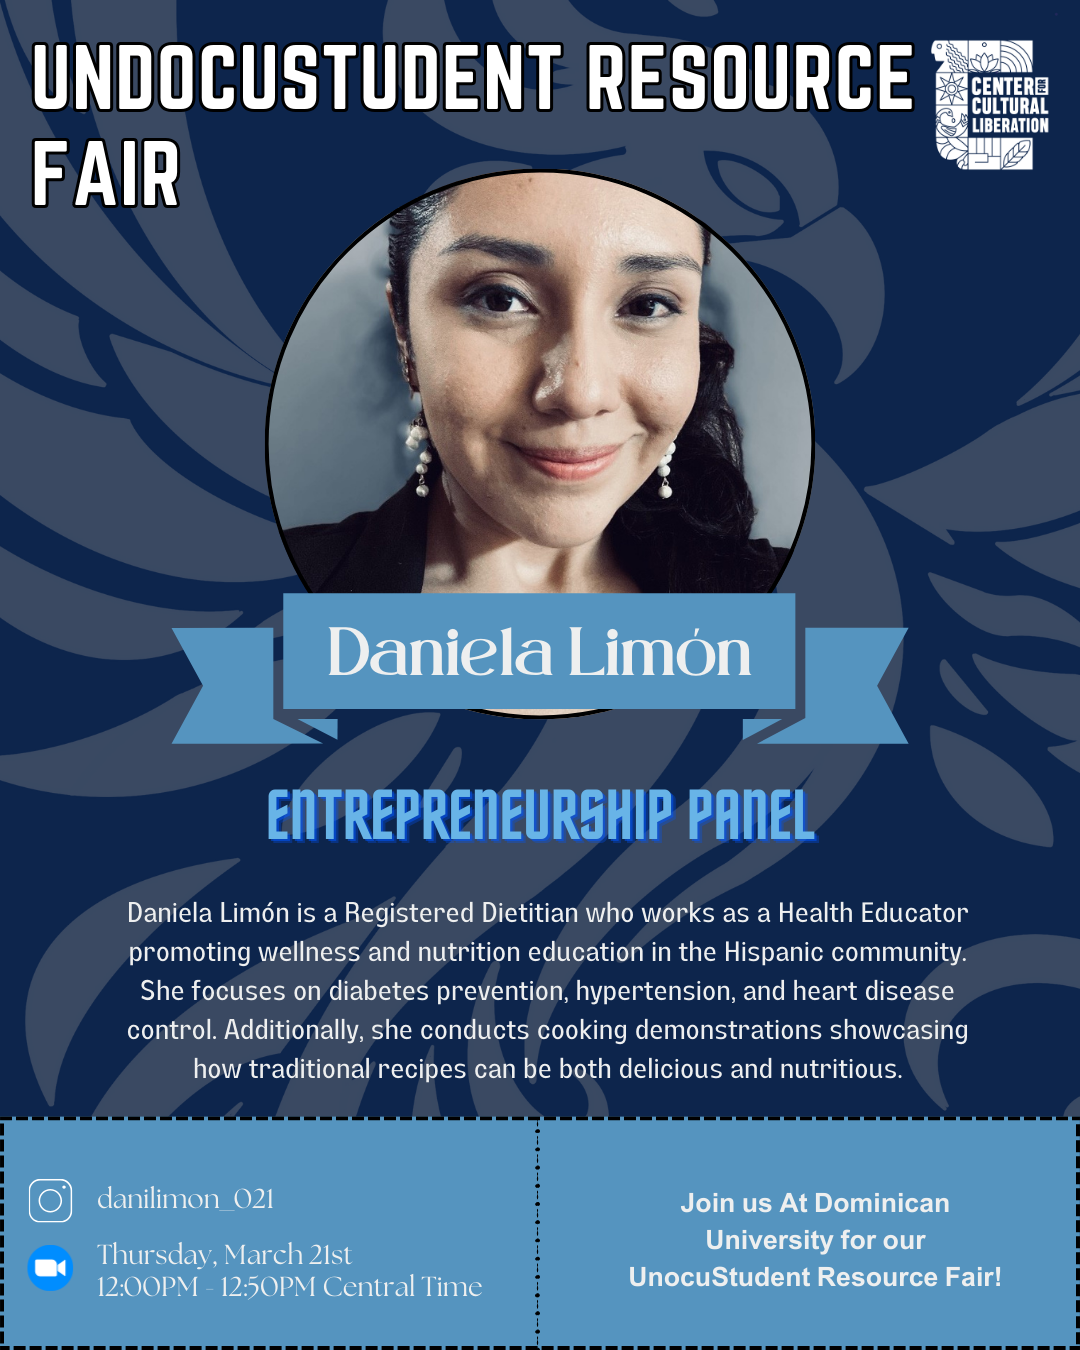 UNDOCUSTUDENT RESOURCE
FAIR
CENTER FOR
CULTURAL
LIBERATION
Daniela Limón
ENTREPRENEURSHIP PANEL
Daniela Limón is a Registered Dietitian who works as a Health Educator
promoting wellness and nutrition education in the Hispanic community.
She focuses on diabetes prevention, hypertension, and heart disease
control. Additionally, she conducts cooking demonstrations showcasing
how traditional recipes can be both delicious and nutritious.
danilimon_021
Thursday, March 21st
12:00PM - 12:50PM Central Time
Join us At Dominican
University for our
UnocuStudent Resource Fair!